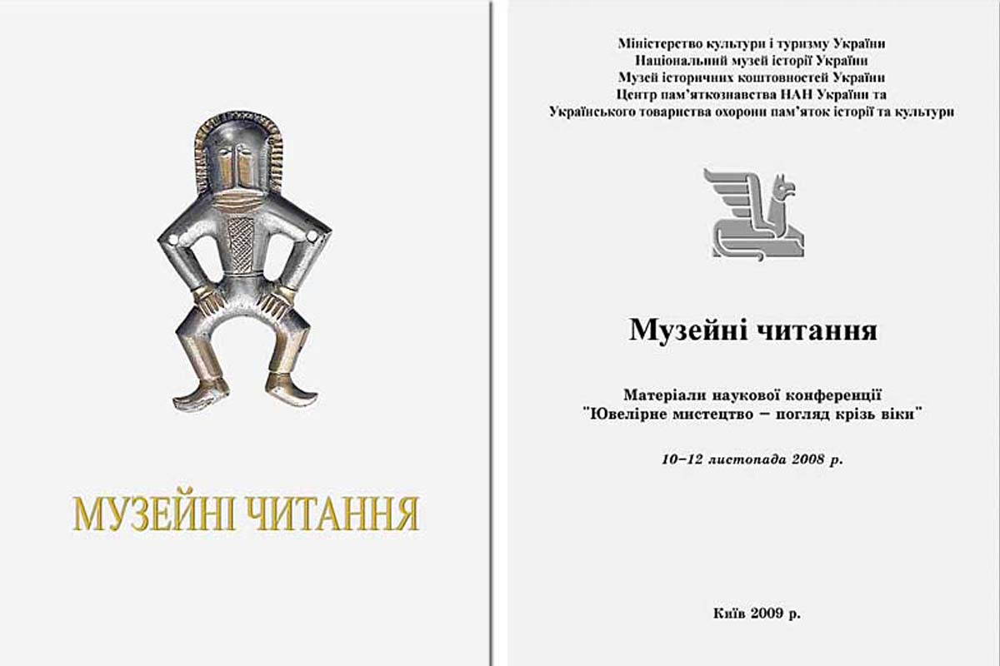 МУЗЕЙНІ ЧИТАННЯ
Міністерство культури і туризму України
Національний музей історії України
Музей історичних коштовностей України
Центр пам'яткознавства НАН України та
Українського товариства охорони пам'яток історії та культури
Музейні читання
Матеріали наукової конференції
"Ювелірне мистецтво – погляд крізь віки"
10–12 листопада 2008 р.
Київ 2009 р.